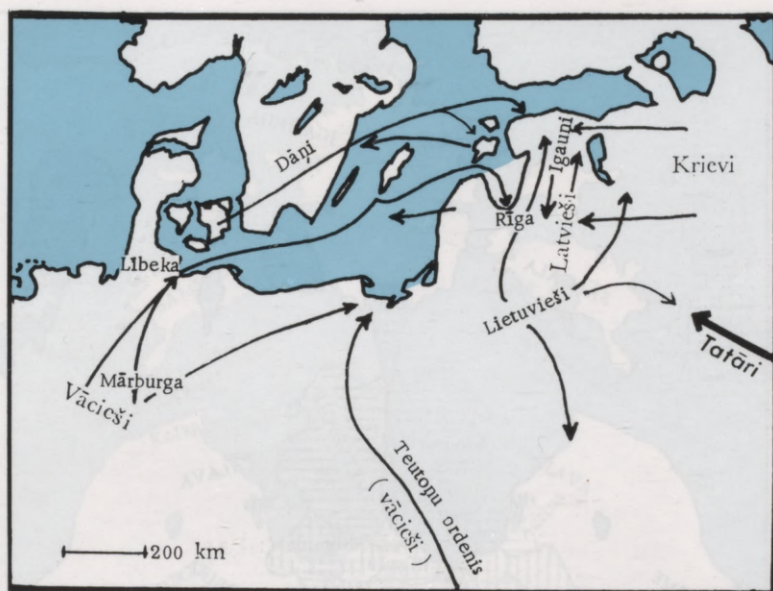 Dāņi
Igauņi
Krievi
Rīga
Latvieši
Lībeka
Lietuvieši
Tatāri
Mārburga
Vācieši
Teutoņu ordenis
(vācieši)
200 km